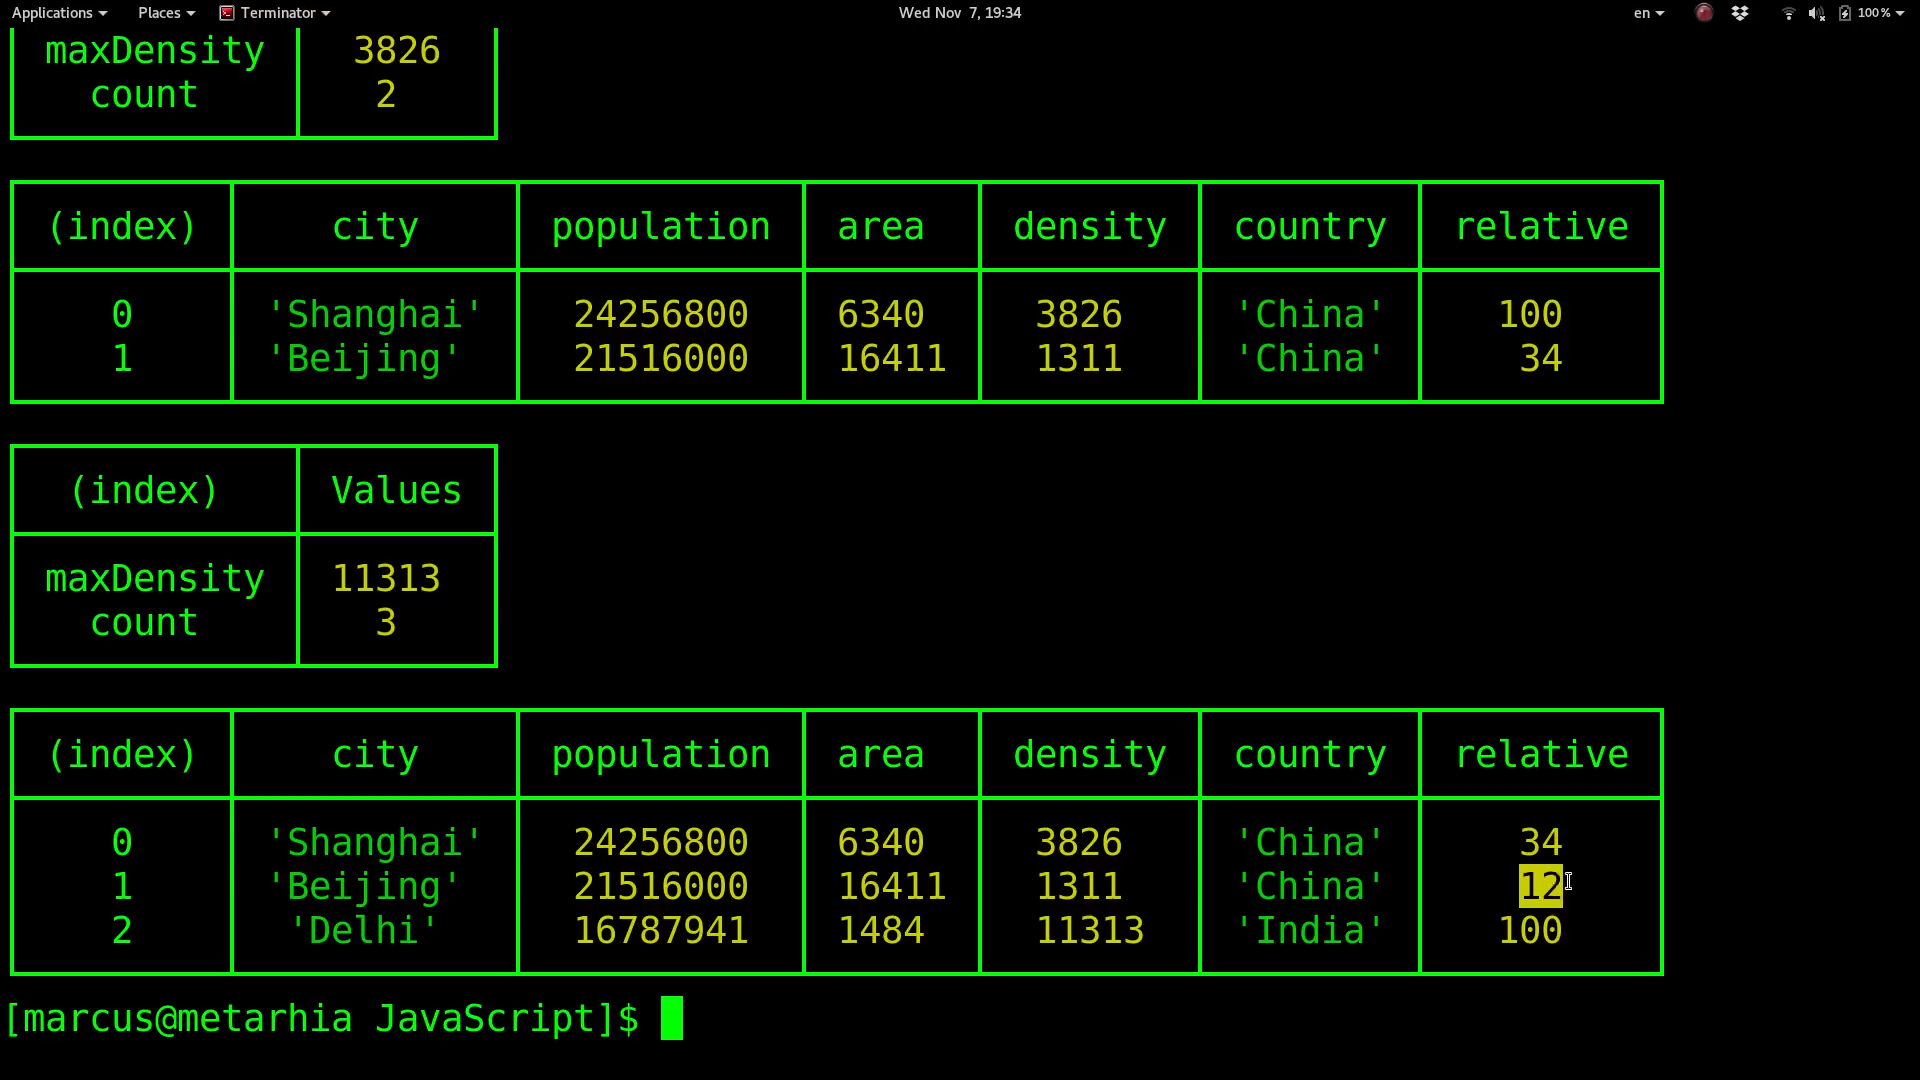 Applications Places Terminator Wed Nov 7, 19:34 en 100%
maxDensity 3826
count 2
(index) city population area density country relative
0 'Shanghai' 24256800 6340 3826 'China' 100
1 'Beijing' 21516000 16411 1311 'China' 34
(index) Values
maxDensity 11313
count 3
(index) city population area density country relative
0 'Shanghai' 24256800 6340 3826 'China' 34
1 'Beijing' 21516000 16411 1311 'China' 12
2 'Delhi' 16787941 1484 11313 'India' 100
[marcus@metarhia JavaScript]$